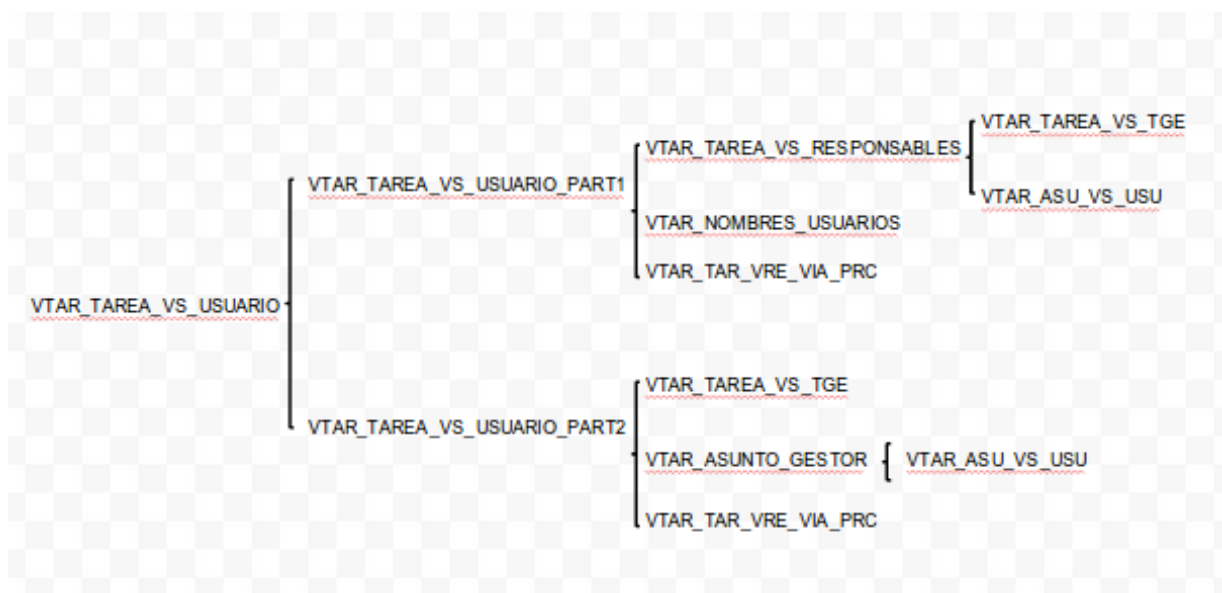 VTAR_TAREA_VS_TGE
VTAR_TAREA_VS_RESPONSABLES
VTAR_TAREA_VS_USUARIO_PART1
VTAR_ASU_VS_USU
VTAR_NOMBRES_USUARIOS
VTAR_TAR_VRE_VIA_PRC
VTAR_TAREA_VS_USUARIO
VTAR_TAREA_VS_TGE
VTAR_TAREA_VS_USUARIO_PART2
VTAR_ASUNTO_GESTOR { VTAR_ASU_VS_USU
VTAR_TAR_VRE_VIA_PRC